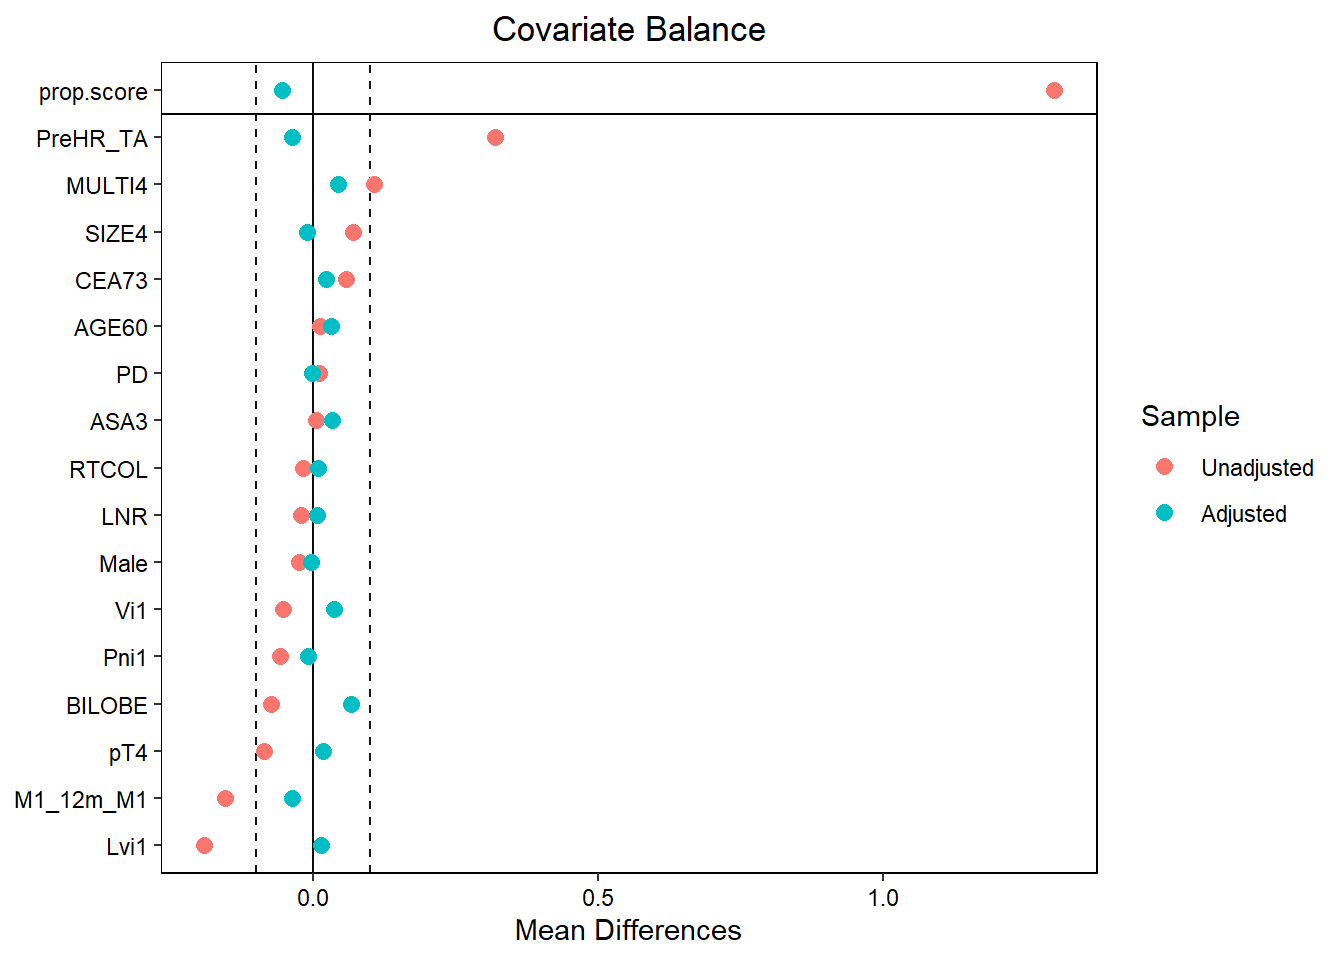 Covariate Balance
prop.score
PreHR_TA
MULTI4
SIZE4
CEA73
AGE60
PD
ASA3
RTCOL
LNR
Male
Vi1
Pni1
BILOBE
pT4
M1_12m_M1
Lvi1
0.0 0.5 1.0
Mean Differences
Sample
Unadjusted
Adjusted